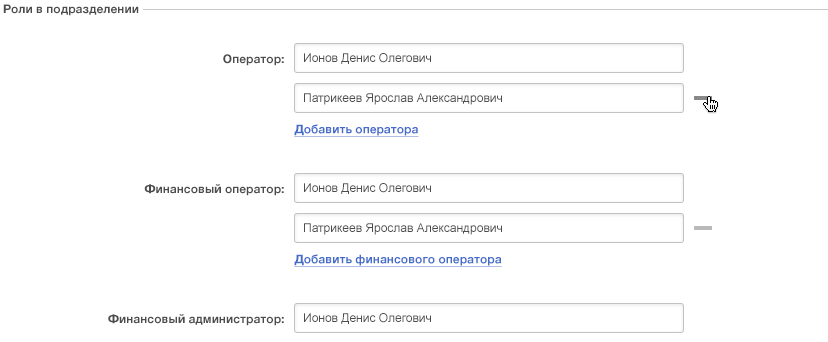 Роли в подразделении
Оператор: Ионов Денис Олегович
Патрикеев Ярослав Александрович
Добавить оператора
Финансовый оператор: Ионов Денис Олегович
Патрикеев Ярослав Александрович
Добавить финансового оператора
Финансовый администратор: Ионов Денис Олегович